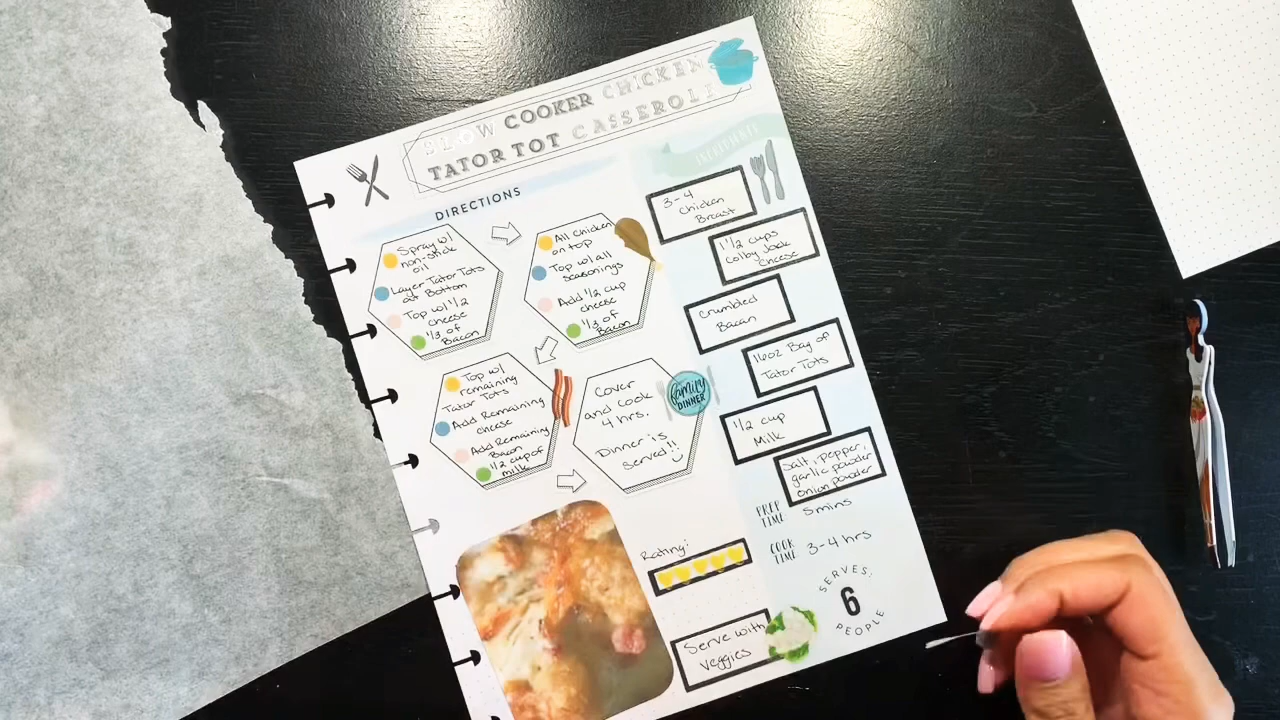 SLOW COOKER CHICKEN
TATOR TOT CASSEROLE
DIRECTIONS
Spray w/
non-stick
oil
Layer Tator Tots
at Bottom
Top w/ 1/2
cheese
1/3 of
Bacon
All chicken
on top
Top w/ all
seasonings
Add 1/2 cup
cheese
1/3 of
Bacon
Top w/
remaining
Tator Tots
Add Remaining
cheese
Add Remaining
Bacon
1/2 cup of
milk
Cover
and cook
4 hrs.
Dinner is
Served!!
family
DINNER
INGREDIENTS
3-4
Chicken
Breast
1 1/2 cups
Colby Jack
cheese
crumbled
Bacon
16oz Bag of
Tator Tots
1/2 cup
Milk
Salt, Pepper,
garlic powder
onion powder
PREP
TIME
5mins
COOK
TIME
3-4 hrs
SERVES:
6
PEOPLE
Rating:
Serve with
Veggies